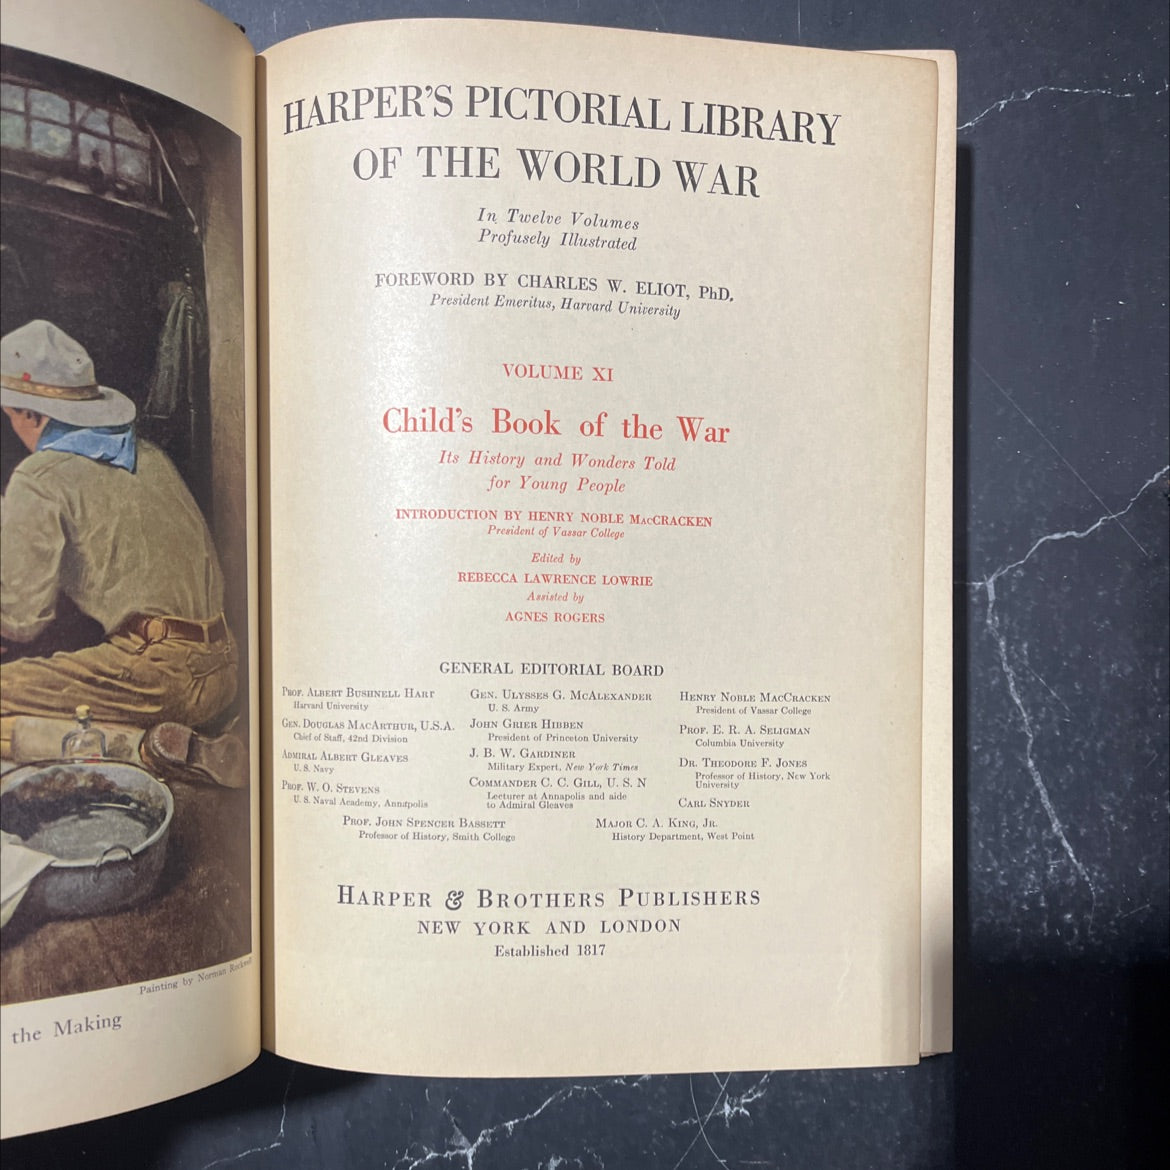 HARPER'S PICTORIAL LIBRARY
OF THE WORLD WAR
In Twelve Volumes
Profusely Illustrated
FOREWORD BY CHARLES W. ELIOT, PhD.
President Emeritus, Harvard University
VOLUME XI
Child's Book of the War
Its History and Wonders Told
for Young People
INTRODUCTION BY HENRY NOBLE MacCRACKEN
President of Vassar College
Edited by
REBECCA LAWRENCE LOWRIE
Assisted by
AGNES ROGERS
GENERAL EDITORIAL BOARD
Prof. Albert Bushnell Hart
Harvard University
Gen. Douglas MacArthur, U.S.A.
Chief of Staff, 42nd Division
Admiral Albert Gleaves
U. S. Navy
Prof. W. O. Stevens
U. S. Naval Academy, Annapolis
Gen. Ulysses G. McAlexander
U. S. Army
John Grier Hibben
President of Princeton University
J. B. W. Gardiner
Military Expert, New York Times
Commander C. C. Gill, U. S. N
Lecturer at Annapolis and aide
to Admiral Gleaves
Henry Noble MacCracken
President of Vassar College
Prof. E. R. A. Seligman
Columbia University
Dr. Theodore F. Jones
Professor of History, New York
University
Carl Snyder
Prof. John Spencer Bassett
Professor of History, Smith College
Major C. A. King, Jr.
History Department, West Point
Harper & Brothers Publishers
NEW YORK AND LONDON
Established 1817
Painting by Norman Rockwell
the Making